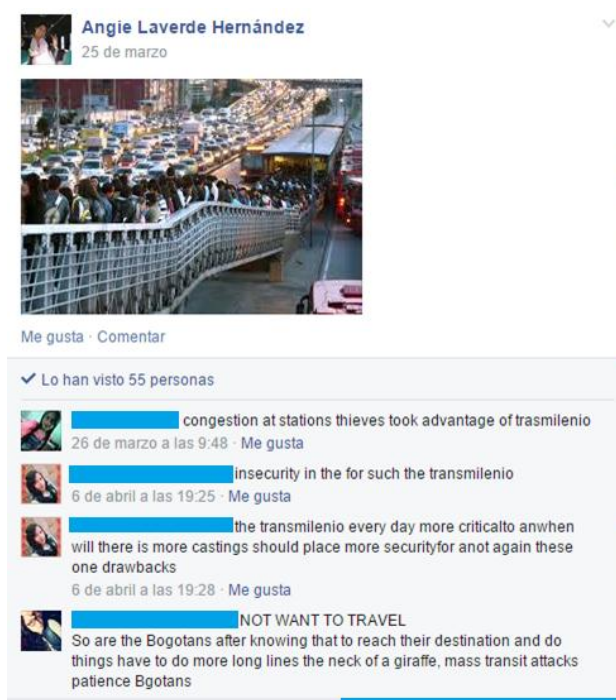 Angie Laverde Hernández
25 de marzo
Me gusta · Comentar
✓ Lo han visto 55 personas
congestion at stations thieves took advantage of trasmilenio
26 de marzo a las 9:48 · Me gusta
insecurity in the for such the transmilenio
6 de abril a las 19:25 · Me gusta
the transmilenio every day more criticalto anwhen
will there is more castings should place more securityfor anot again these
one drawbacks
6 de abril a las 19:28 · Me gusta
NOT WANT TO TRAVEL
So are the Bogotans after knowing that to reach their destination and do
things have to do more long lines the neck of a giraffe, mass transit attacks
patience Bgotans